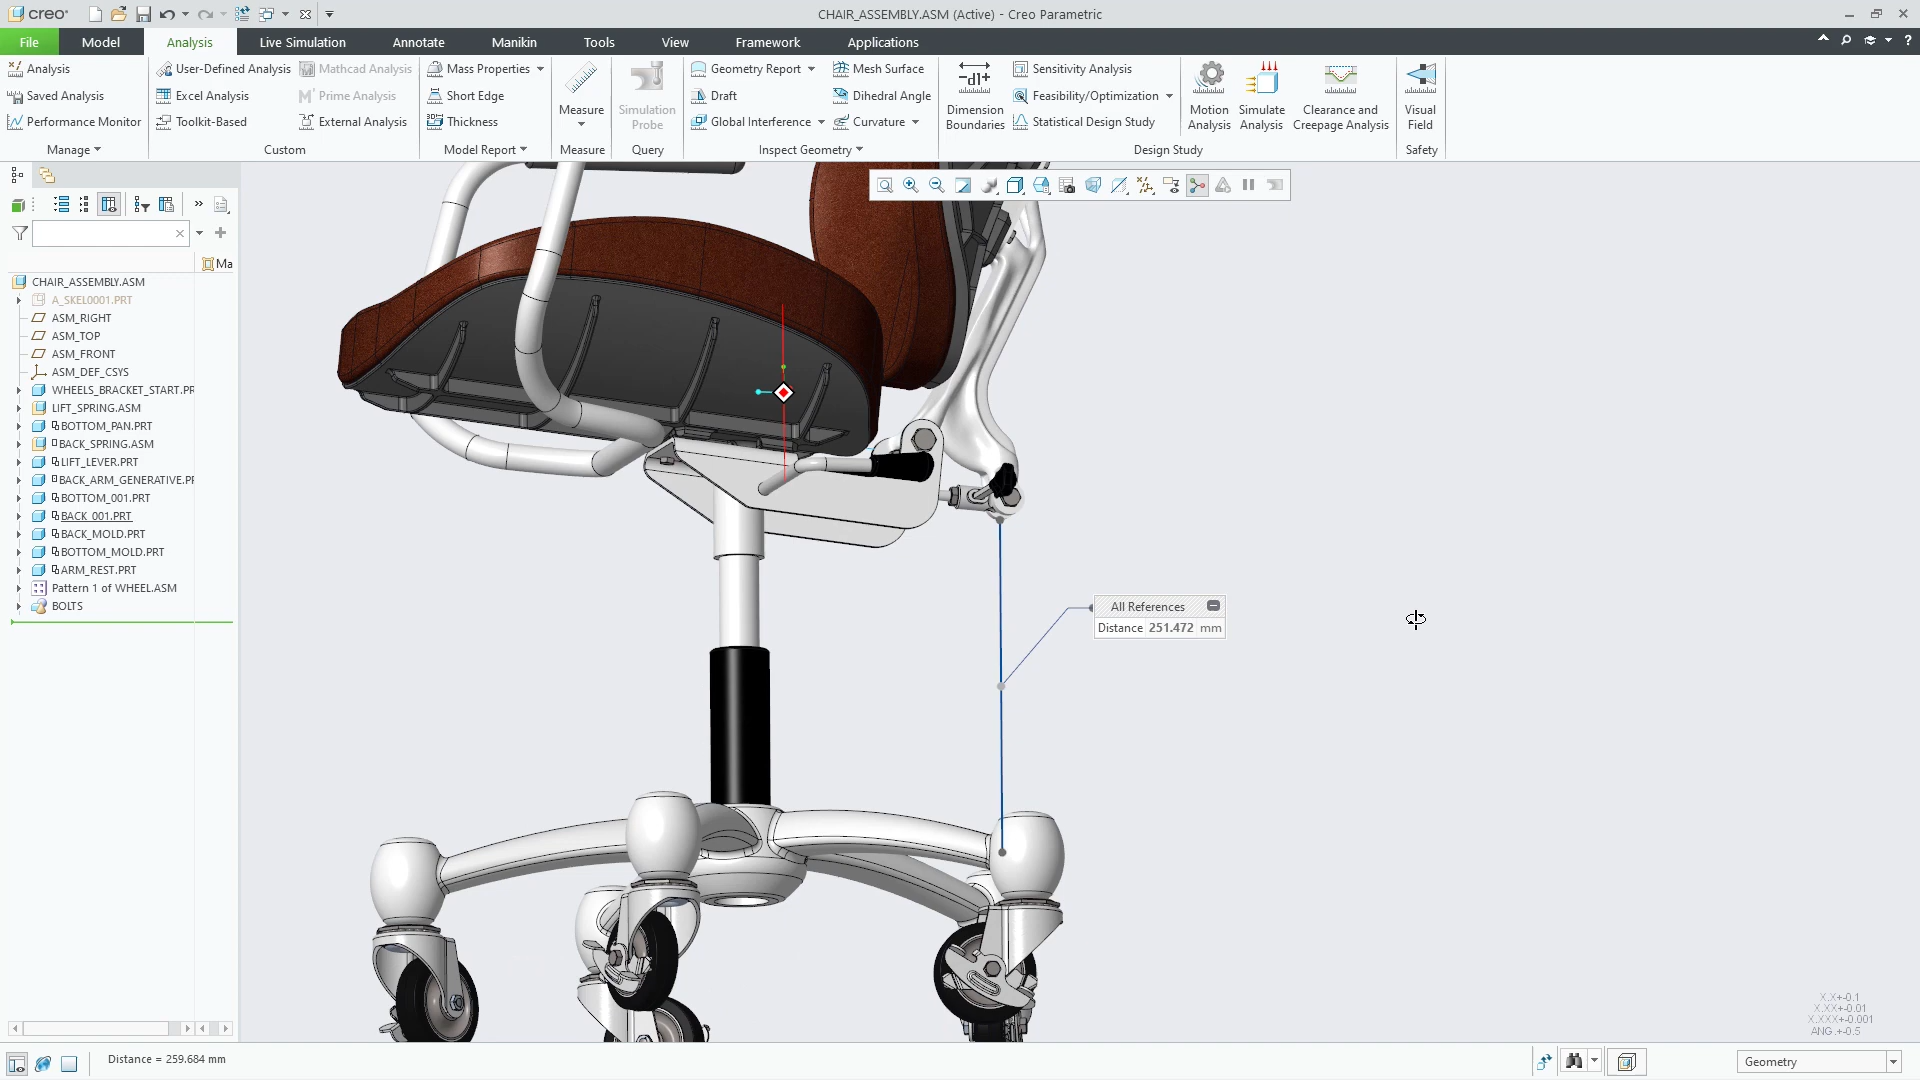 creo
CHAIR_ASSEMBLY.ASM (Active) - Creo Parametric
File Model Analysis Live Simulation Annotate Manikin Tools View Framework Applications
Analysis
Saved Analysis
Performance Monitor
Manage
User-Defined Analysis
Excel Analysis
Toolkit-Based
Mathcad Analysis
Prime Analysis
External Analysis
Custom
Mass Properties
Short Edge
Thickness
Model Report
Measure
Measure
Simulation
Probe
Query
Geometry Report
Draft
Global Interference
Mesh Surface
Dihedral Angle
Curvature
Inspect Geometry
Dimension
Boundaries
Sensitivity Analysis
Feasibility/Optimization
Statistical Design Study
Motion
Analysis
Simulate
Analysis
Clearance and
Creepage Analysis
Design Study
Visual
Field
Safety
Ma
CHAIR_ASSEMBLY.ASM
A_SKEL0001.PRT
ASM_RIGHT
ASM_TOP
ASM_FRONT
ASM_DEF_CSYS
WHEELS_BRACKET_START.PR
LIFT_SPRING.ASM
BOTTOM_PAN.PRT
BACK_SPRING.ASM
LIFT_LEVER.PRT
BACK_ARM_GENERATIVE.PF
BOTTOM_001.PRT
BACK_001.PRT
BACK_MOLD.PRT
BOTTOM_MOLD.PRT
ARM_REST.PRT
Pattern 1 of WHEEL.ASM
BOLTS
All References
Distance 251.472 mm
X.X+-0.1
X.XX+-0.01
X.XXX+-0.001
ANG.+-0.5
Distance = 259.684 mm
Geometry